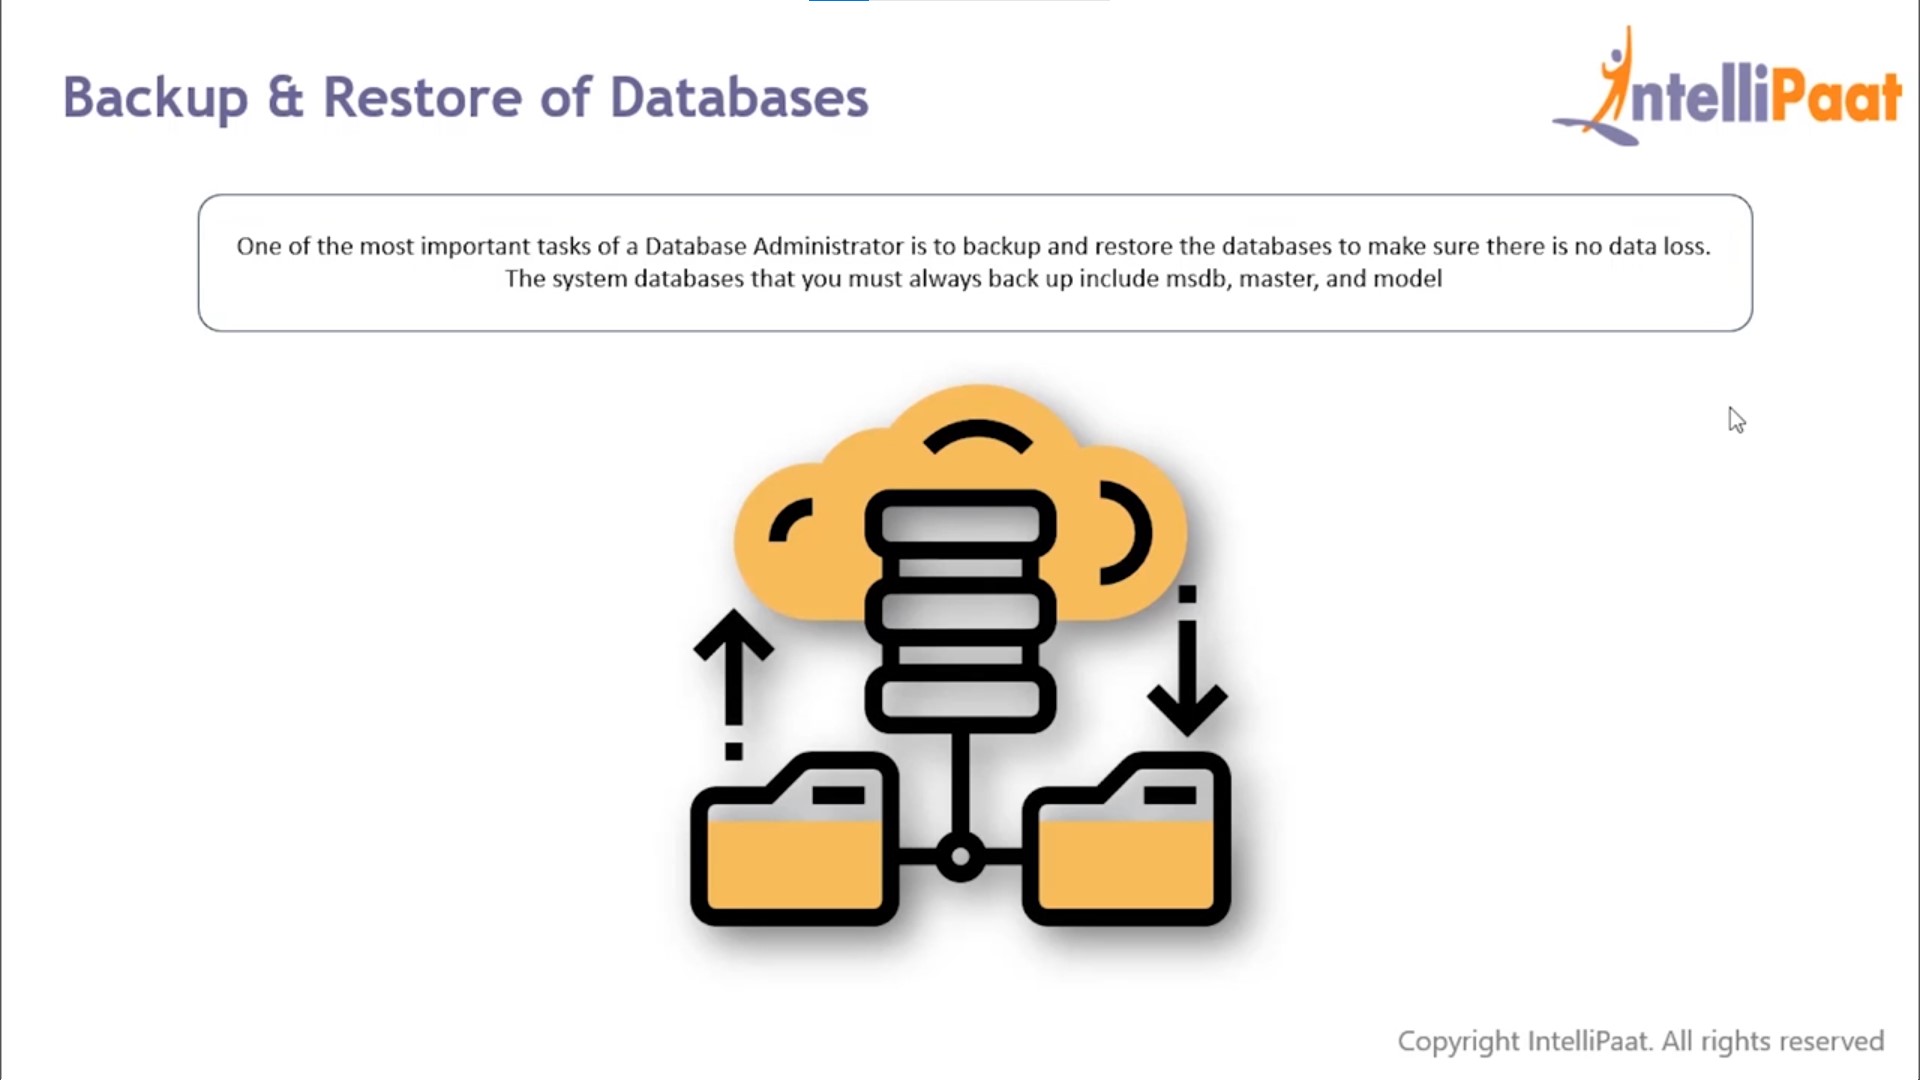 Backup & Restore of Databases
IntelliPaat
One of the most important tasks of a Database Administrator is to backup and restore the databases to make sure there is no data loss.
The system databases that you must always back up include msdb, master, and model
Copyright IntelliPaat. All rights reserved